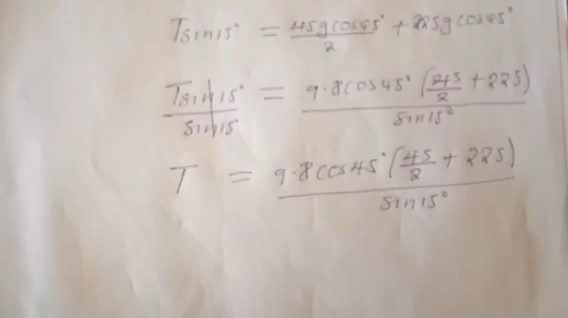 Tsin15° = 45gcos45°/2 + 225gcos45°
Tsin15°/sin15° = 9.8cos45°(45/2 + 225)/sin15°
T = 9.8cos45°(45/2 + 225)/sin15°